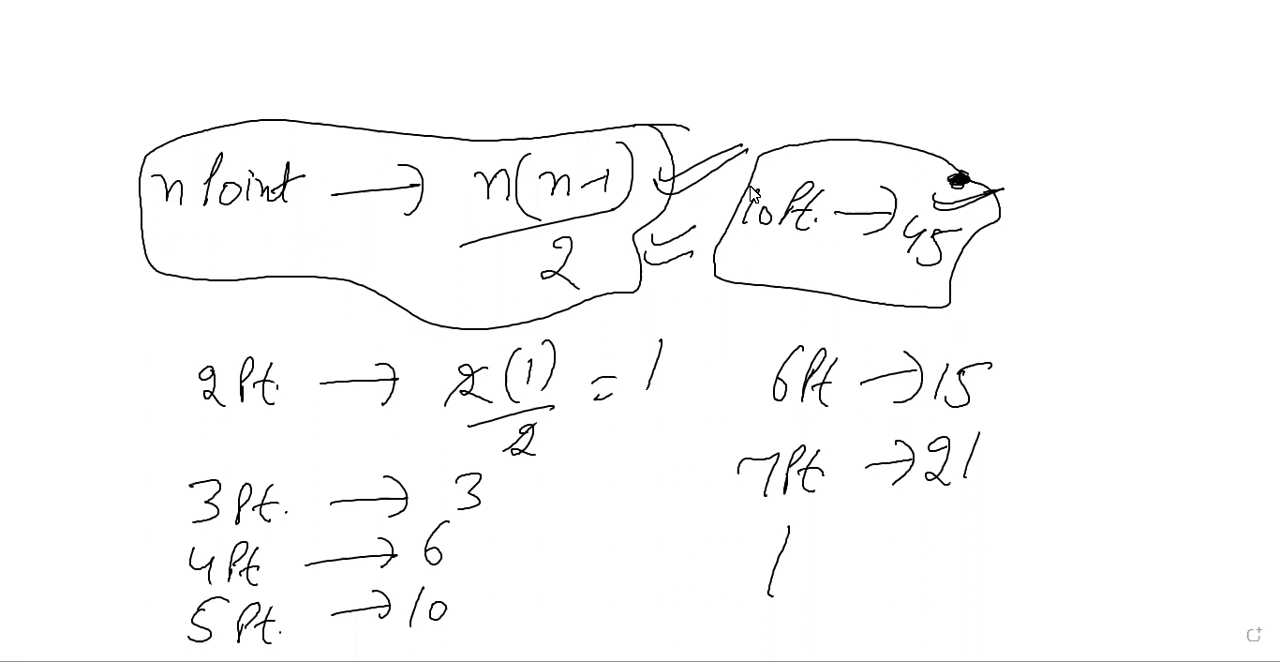 n Point → n(n-1)/2
10 Pt. → 45
2 Pt. → 2(1)/2 = 1
3 Pt. → 3
4 Pt → 6
5 Pt. → 10
6 Pt → 15
7 Pt → 21